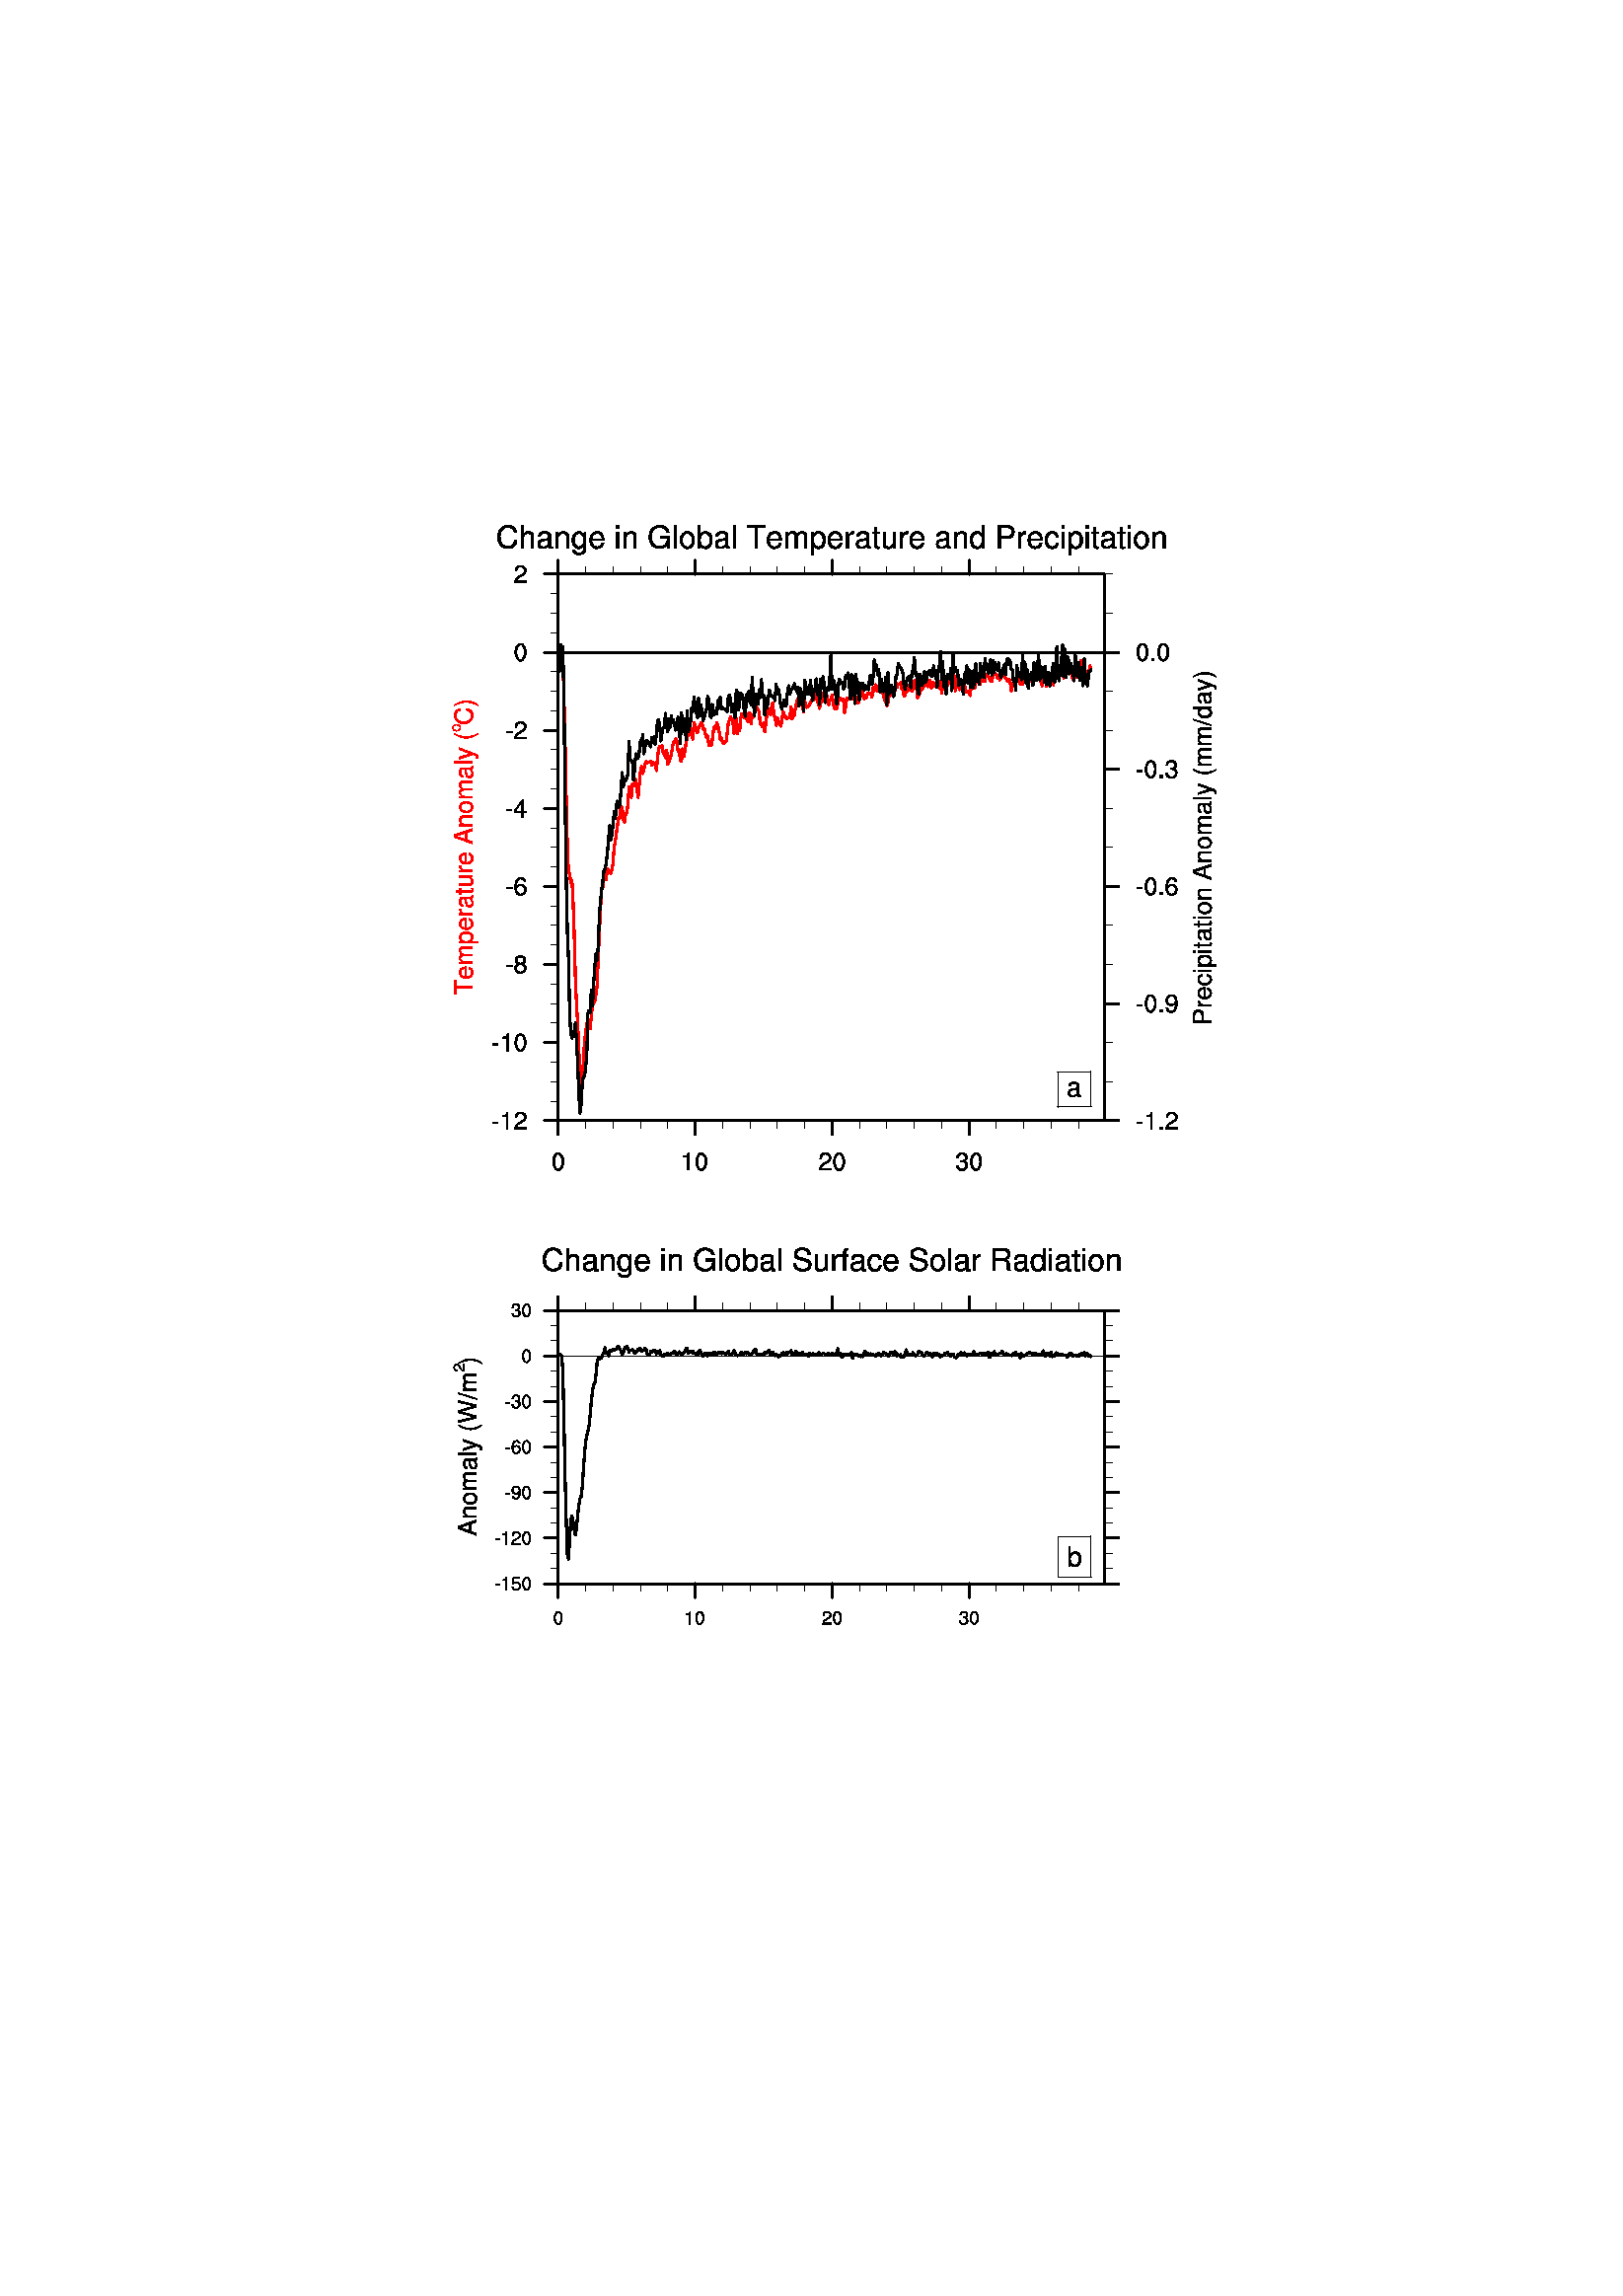 Change in Global Temperature and Precipitation
2
0
-2
-4
-6
-8
-10
-12
Temperature Anomaly (°C)
0.0
-0.3
-0.6
-0.9
-1.2
Precipitation Anomaly (mm/day)
a
0 10 20 30
Change in Global Surface Solar Radiation
30
0
-30
-60
-90
-120
-150
Anomaly (W/m²)
b
0 10 20 30